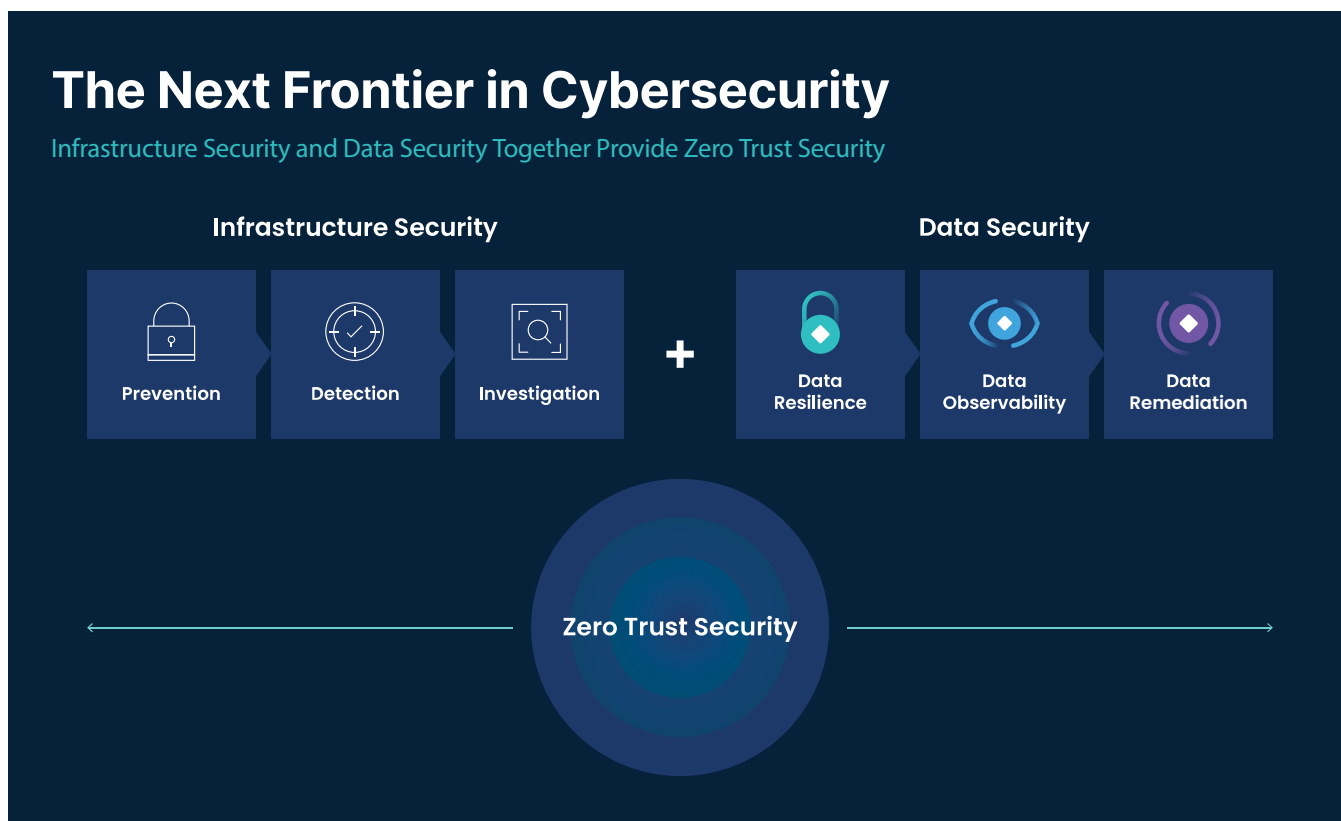 The Next Frontier in Cybersecurity
Infrastructure Security and Data Security Together Provide Zero Trust Security
Infrastructure Security
Prevention
Detection
Investigation
+
Data Security
Data
Resilience
Data
Observability
Data
Remediation
Zero Trust Security